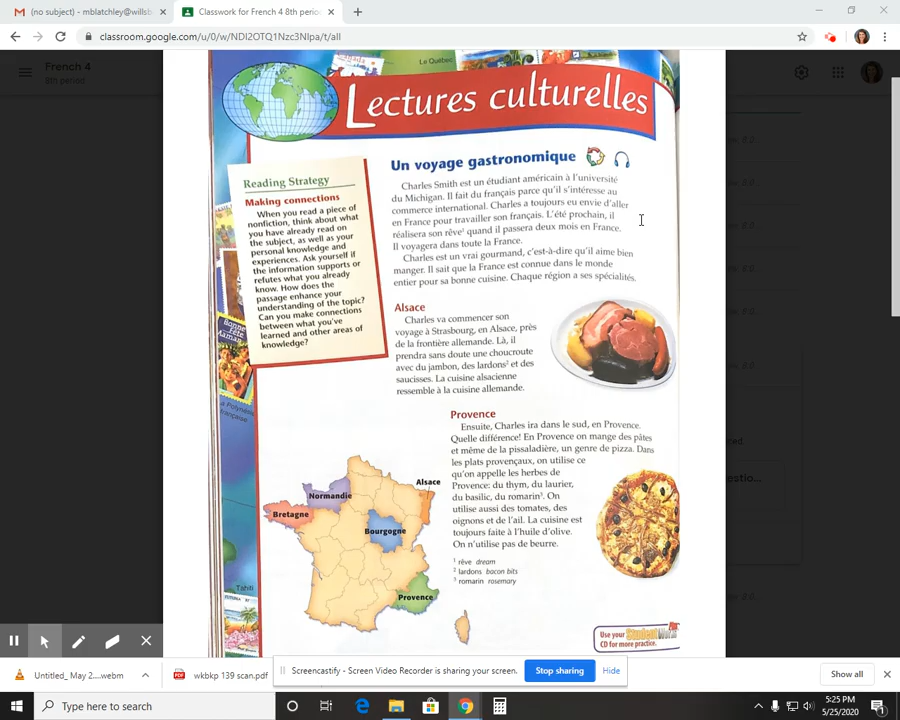 (no subject) - mblatchley@willsb
Classwork for French 4 8th perio
classroom.google.com/u/0/w/NDI2OTQ1Nzc3Nlpa/t/all
French 4
8th period
Le Québec
Lectures culturelles
Reading Strategy
Making connections
When you read a piece of
nonfiction, think about what
you have already read on
the subject, as well as your
personal knowledge and
experiences. Ask yourself if
the information supports or
refutes what you already
know. How does the
passage enhance your
understanding of the topic?
Can you make connections
between what you've
learned and other areas of
knowledge?
Un voyage gastronomique
Charles Smith est un étudiant américain à l'université
du Michigan. Il fait du français parce qu'il s'intéresse au
commerce international. Charles a toujours eu envie d'aller
en France pour travailler son français. L'été prochain, il
réalisera son rêve¹ quand il passera deux mois en France.
Il voyagera dans toute la France.
Charles est un vrai gourmand, c'est-à-dire qu'il aime bien
manger. Il sait que la France est connue dans le monde
entier pour sa bonne cuisine. Chaque région a ses spécialités.
Alsace
Charles va commencer son
voyage à Strasbourg, en Alsace, près
de la frontière allemande. Là, il
prendra sans doute une choucroute
avec du jambon, des lardons² et des
saucisses. La cuisine alsacienne
ressemble à la cuisine allemande.
Provence
Ensuite, Charles ira dans le sud, en Provence.
Quelle différence! En Provence on mange des pâtes
et même de la pissaladière, un genre de pizza. Dans
les plats provençaux, on utilise ce
qu'on appelle les herbes de
Provence: du thym, du laurier,
du basilic, du romarin³. On
utilise aussi des tomates, des
oignons et de l'ail. La cuisine est
toujours faite à l'huile d'olive.
On n'utilise pas de beurre.
¹ rêve dream
² lardons bacon bits
³ romarin rosemary
Bonne
fête
Maman
La Polynésie
française
Tahiti
Normandie
Alsace
Bretagne
Bourgogne
Provence
Use your StudentWorks
CD for more practice.
Screencastify - Screen Video Recorder is sharing your screen.
Stop sharing
Hide
Untitled_ May 2....webm
wkbkp 139 scan.pdf
Show all
Type here to search
5:25 PM
5/25/2020